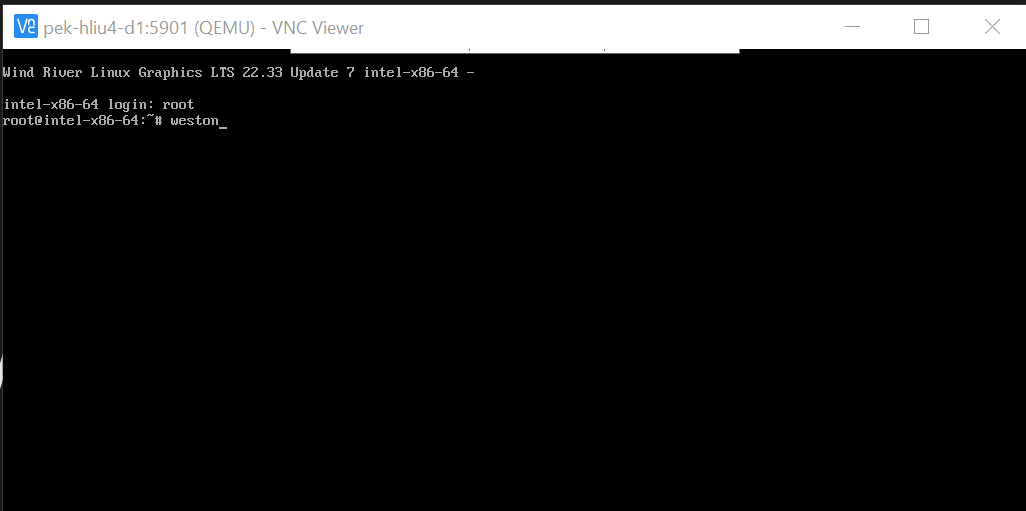 pek-hliu4-d1:5901 (QEMU) - VNC Viewer
Wind River Linux Graphics LTS 22.33 Update 7 intel-x86-64 -
intel-x86-64 login: root
root@intel-x86-64:~# weston_